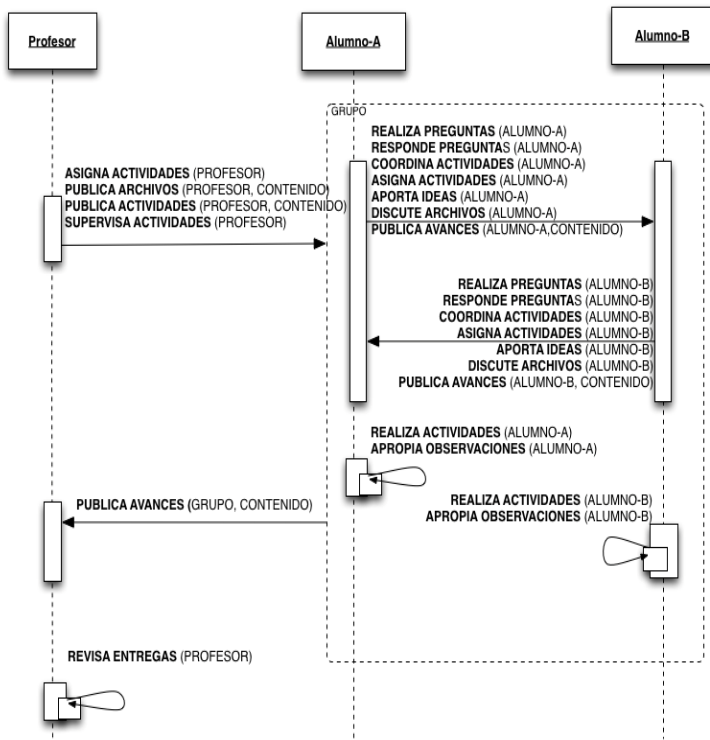 Profesor
Alumno-A
Alumno-B
GRUPO
REALIZA PREGUNTAS (ALUMNO-A)
RESPONDE PREGUNTAS (ALUMNO-A)
COORDINA ACTIVIDADES (ALUMNO-A)
ASIGNA ACTIVIDADES (ALUMNO-A)
APORTA IDEAS (ALUMNO-A)
DISCUTE ARCHIVOS (ALUMNO-A)
PUBLICA AVANCES (ALUMNO-A,CONTENIDO)
ASIGNA ACTIVIDADES (PROFESOR)
PUBLICA ARCHIVOS (PROFESOR, CONTENIDO)
PUBLICA ACTIVIDADES (PROFESOR, CONTENIDO)
SUPERVISA ACTIVIDADES (PROFESOR)
REALIZA PREGUNTAS (ALUMNO-B)
RESPONDE PREGUNTAS (ALUMNO-B)
COORDINA ACTIVIDADES (ALUMNO-B)
ASIGNA ACTIVIDADES (ALUMNO-B)
APORTA IDEAS (ALUMNO-B)
DISCUTE ARCHIVOS (ALUMNO-B)
PUBLICA AVANCES (ALUMNO-B, CONTENIDO)
REALIZA ACTIVIDADES (ALUMNO-A)
APROPIA OBSERVACIONES (ALUMNO-A)
PUBLICA AVANCES (GRUPO, CONTENIDO)
REALIZA ACTIVIDADES (ALUMNO-B)
APROPIA OBSERVACIONES (ALUMNO-B)
REVISA ENTREGAS (PROFESOR)